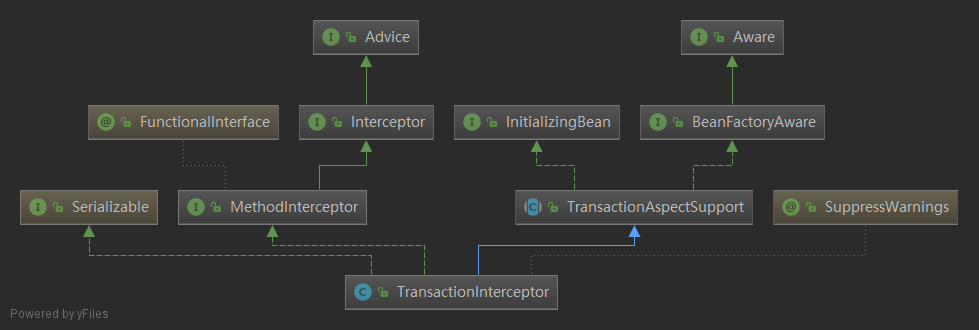 Advice
Aware
FunctionalInterface
Interceptor
InitializingBean
BeanFactoryAware
Serializable
MethodInterceptor
TransactionAspectSupport
SuppressWarnings
TransactionInterceptor
Powered by yFiles